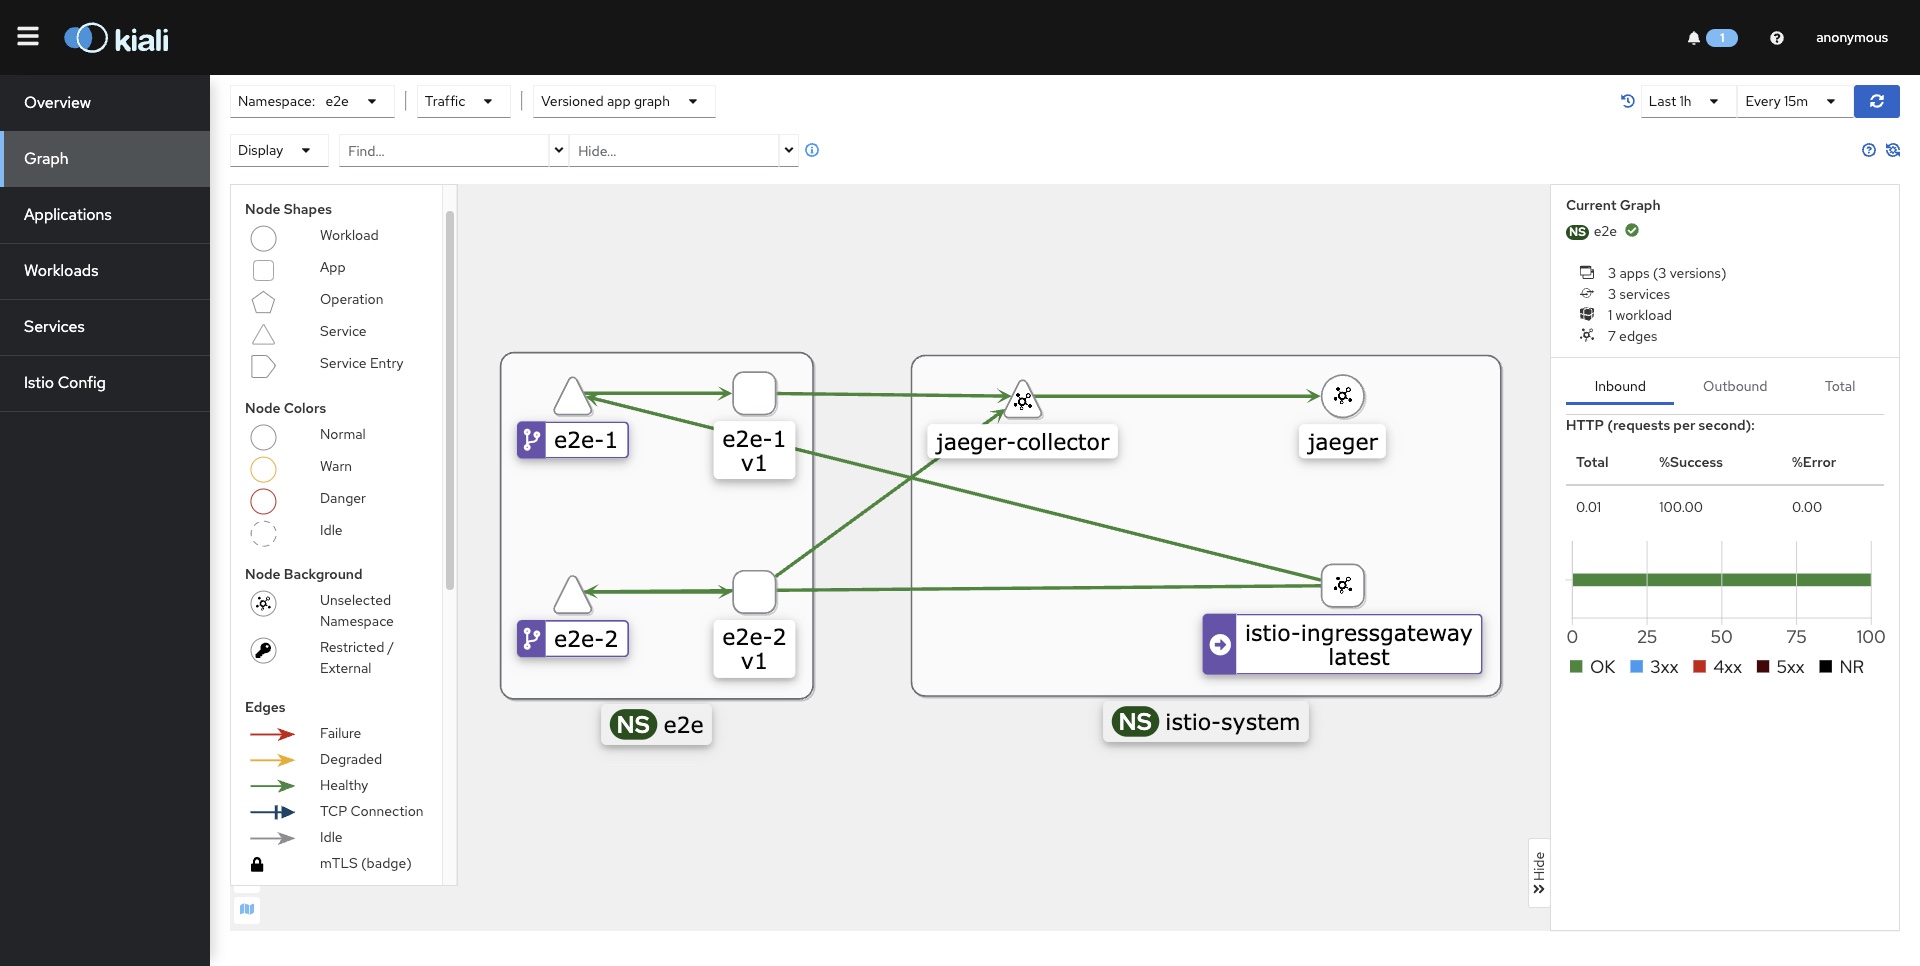 kiali
1
anonymous
Overview
Graph
Applications
Workloads
Services
Istio Config
Namespace: e2e
Traffic
Versioned app graph
Last 1h
Every 15m
Display
Find...
Hide...
Node Shapes
Workload
App
Operation
Service
Service Entry
Node Colors
Normal
Warn
Danger
Idle
Node Background
Unselected
Namespace
Restricted /
External
Edges
Failure
Degraded
Healthy
TCP Connection
Idle
mTLS (badge)
e2e-1
e2e-1
v1
jaeger-collector
jaeger
e2e-2
e2e-2
v1
istio-ingressgateway
latest
NS e2e
NS istio-system
Hide
Current Graph
NS e2e
3 apps (3 versions)
3 services
1 workload
7 edges
Inbound
Outbound
Total
HTTP (requests per second):
Total %Success %Error
0.01 100.00 0.00
0 25 50 75 100
OK 3xx 4xx 5xx NR